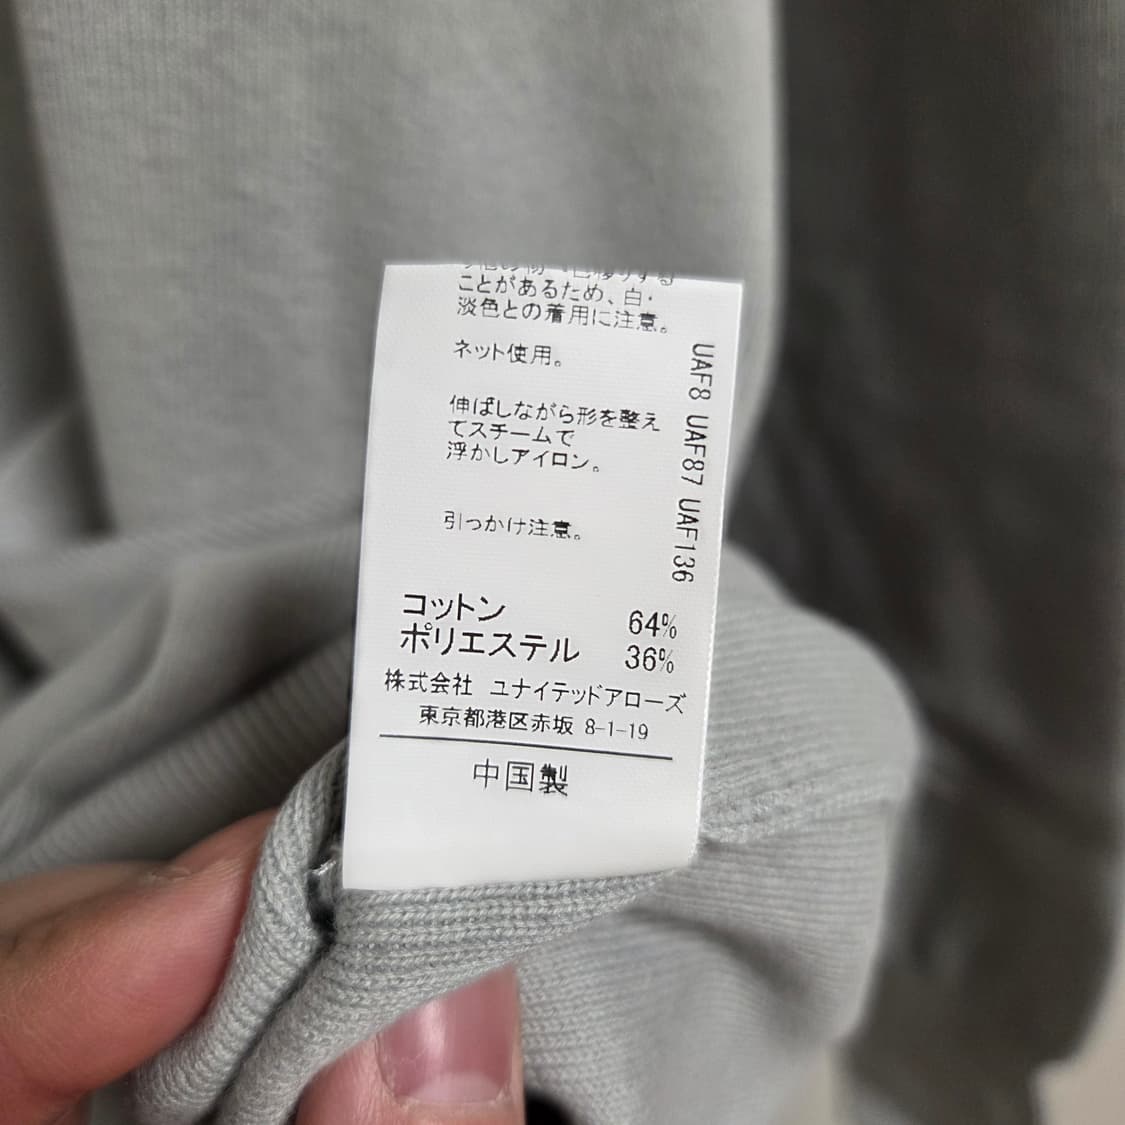 ことがあるため、白・
淡色との着用に注意。
ネット使用。
伸ばしながら形を整え
てスチームで
浮かしアイロン。
引っかけ注意。
UAF8 UAF87 UAF136
コットン 64%
ポリエステル 36%
株式会社 ユナイテッドアローズ
東京都港区赤坂 8-1-19
中国製